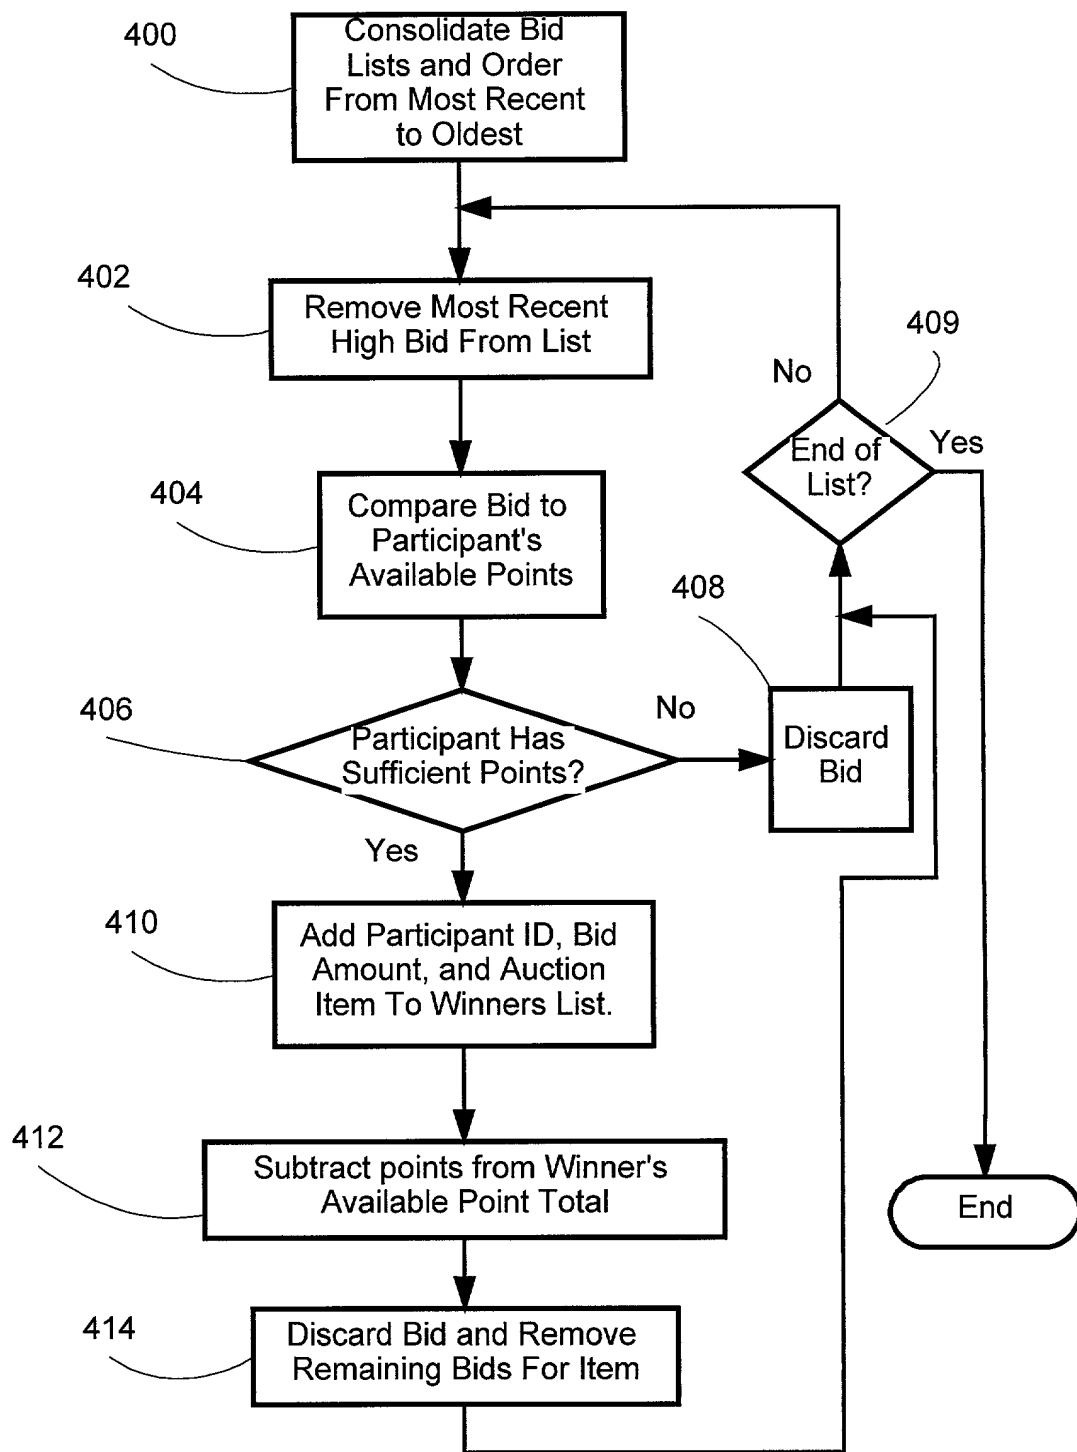 400
Consolidate Bid
Lists and Order
From Most Recent
to Oldest
402
Remove Most Recent
High Bid From List
409
No
End of
List?
Yes
404
Compare Bid to
Participant's
Available Points
408
406
Participant Has
Sufficient Points?
No
Discard
Bid
Yes
410
Add Participant ID, Bid
Amount, and Auction
Item To Winners List.
412
Subtract points from Winner's
Available Point Total
End
414
Discard Bid and Remove
Remaining Bids For Item